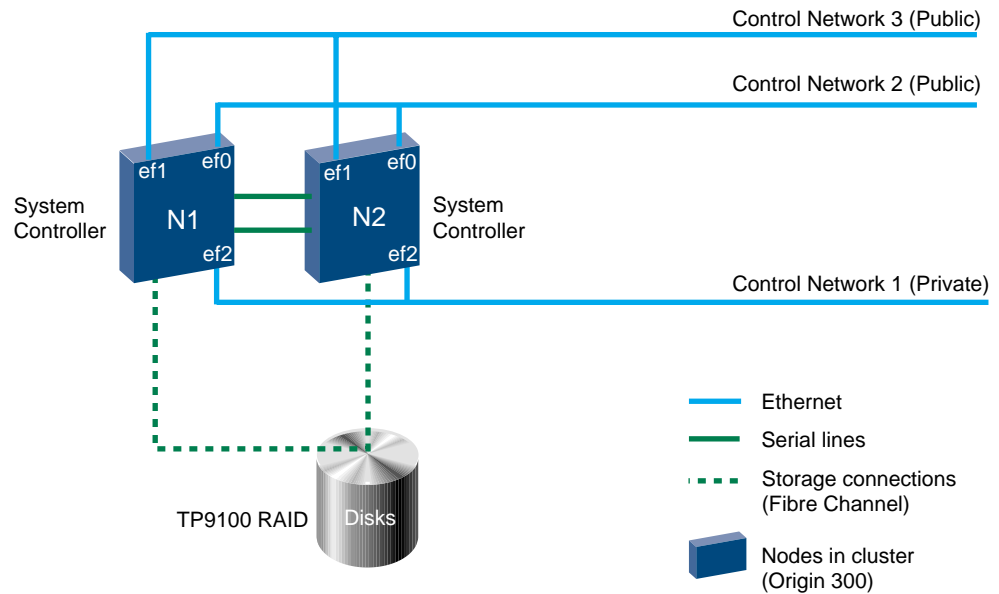 Control Network 3 (Public)
Control Network 2 (Public)
ef1
ef0
ef1
ef0
System
Controller
N1
N2
System
Controller
ef2
ef2
Control Network 1 (Private)
Ethernet
Serial lines
Storage connections
(Fibre Channel)
TP9100 RAID
Disks
Nodes in cluster
(Origin 300)